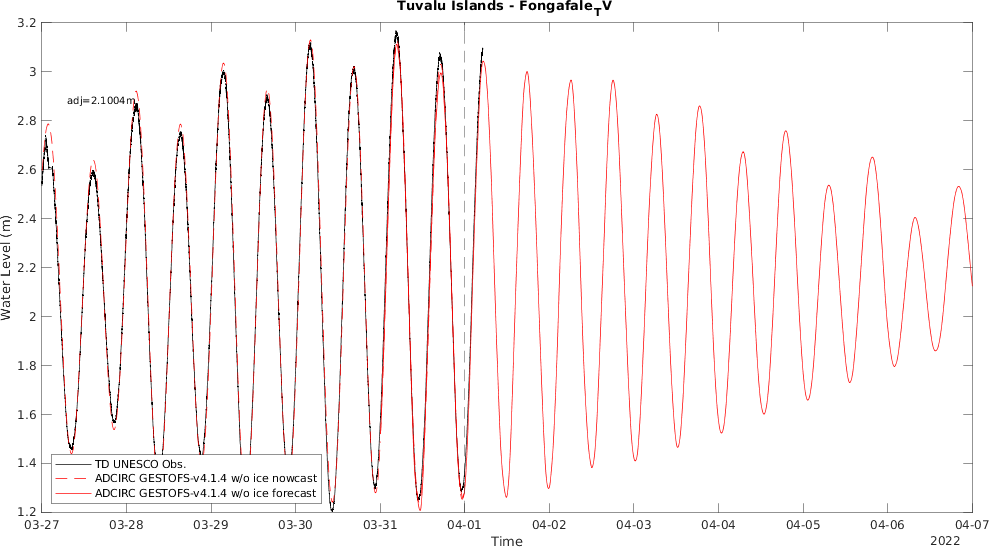 Tuvalu Islands - Fongafale_TV
3.2
3
2.8
2.6
2.4
2.2
2
1.8
1.6
1.4
1.2
Water Level (m)
adj=2.1004m
TD UNESCO Obs.
ADCIRC GESTOFS-v4.1.4 w/o ice nowcast
ADCIRC GESTOFS-v4.1.4 w/o ice forecast
03-27 03-28 03-29 03-30 03-31 04-01 04-02 04-03 04-04 04-05 04-06 04-07
Time
2022